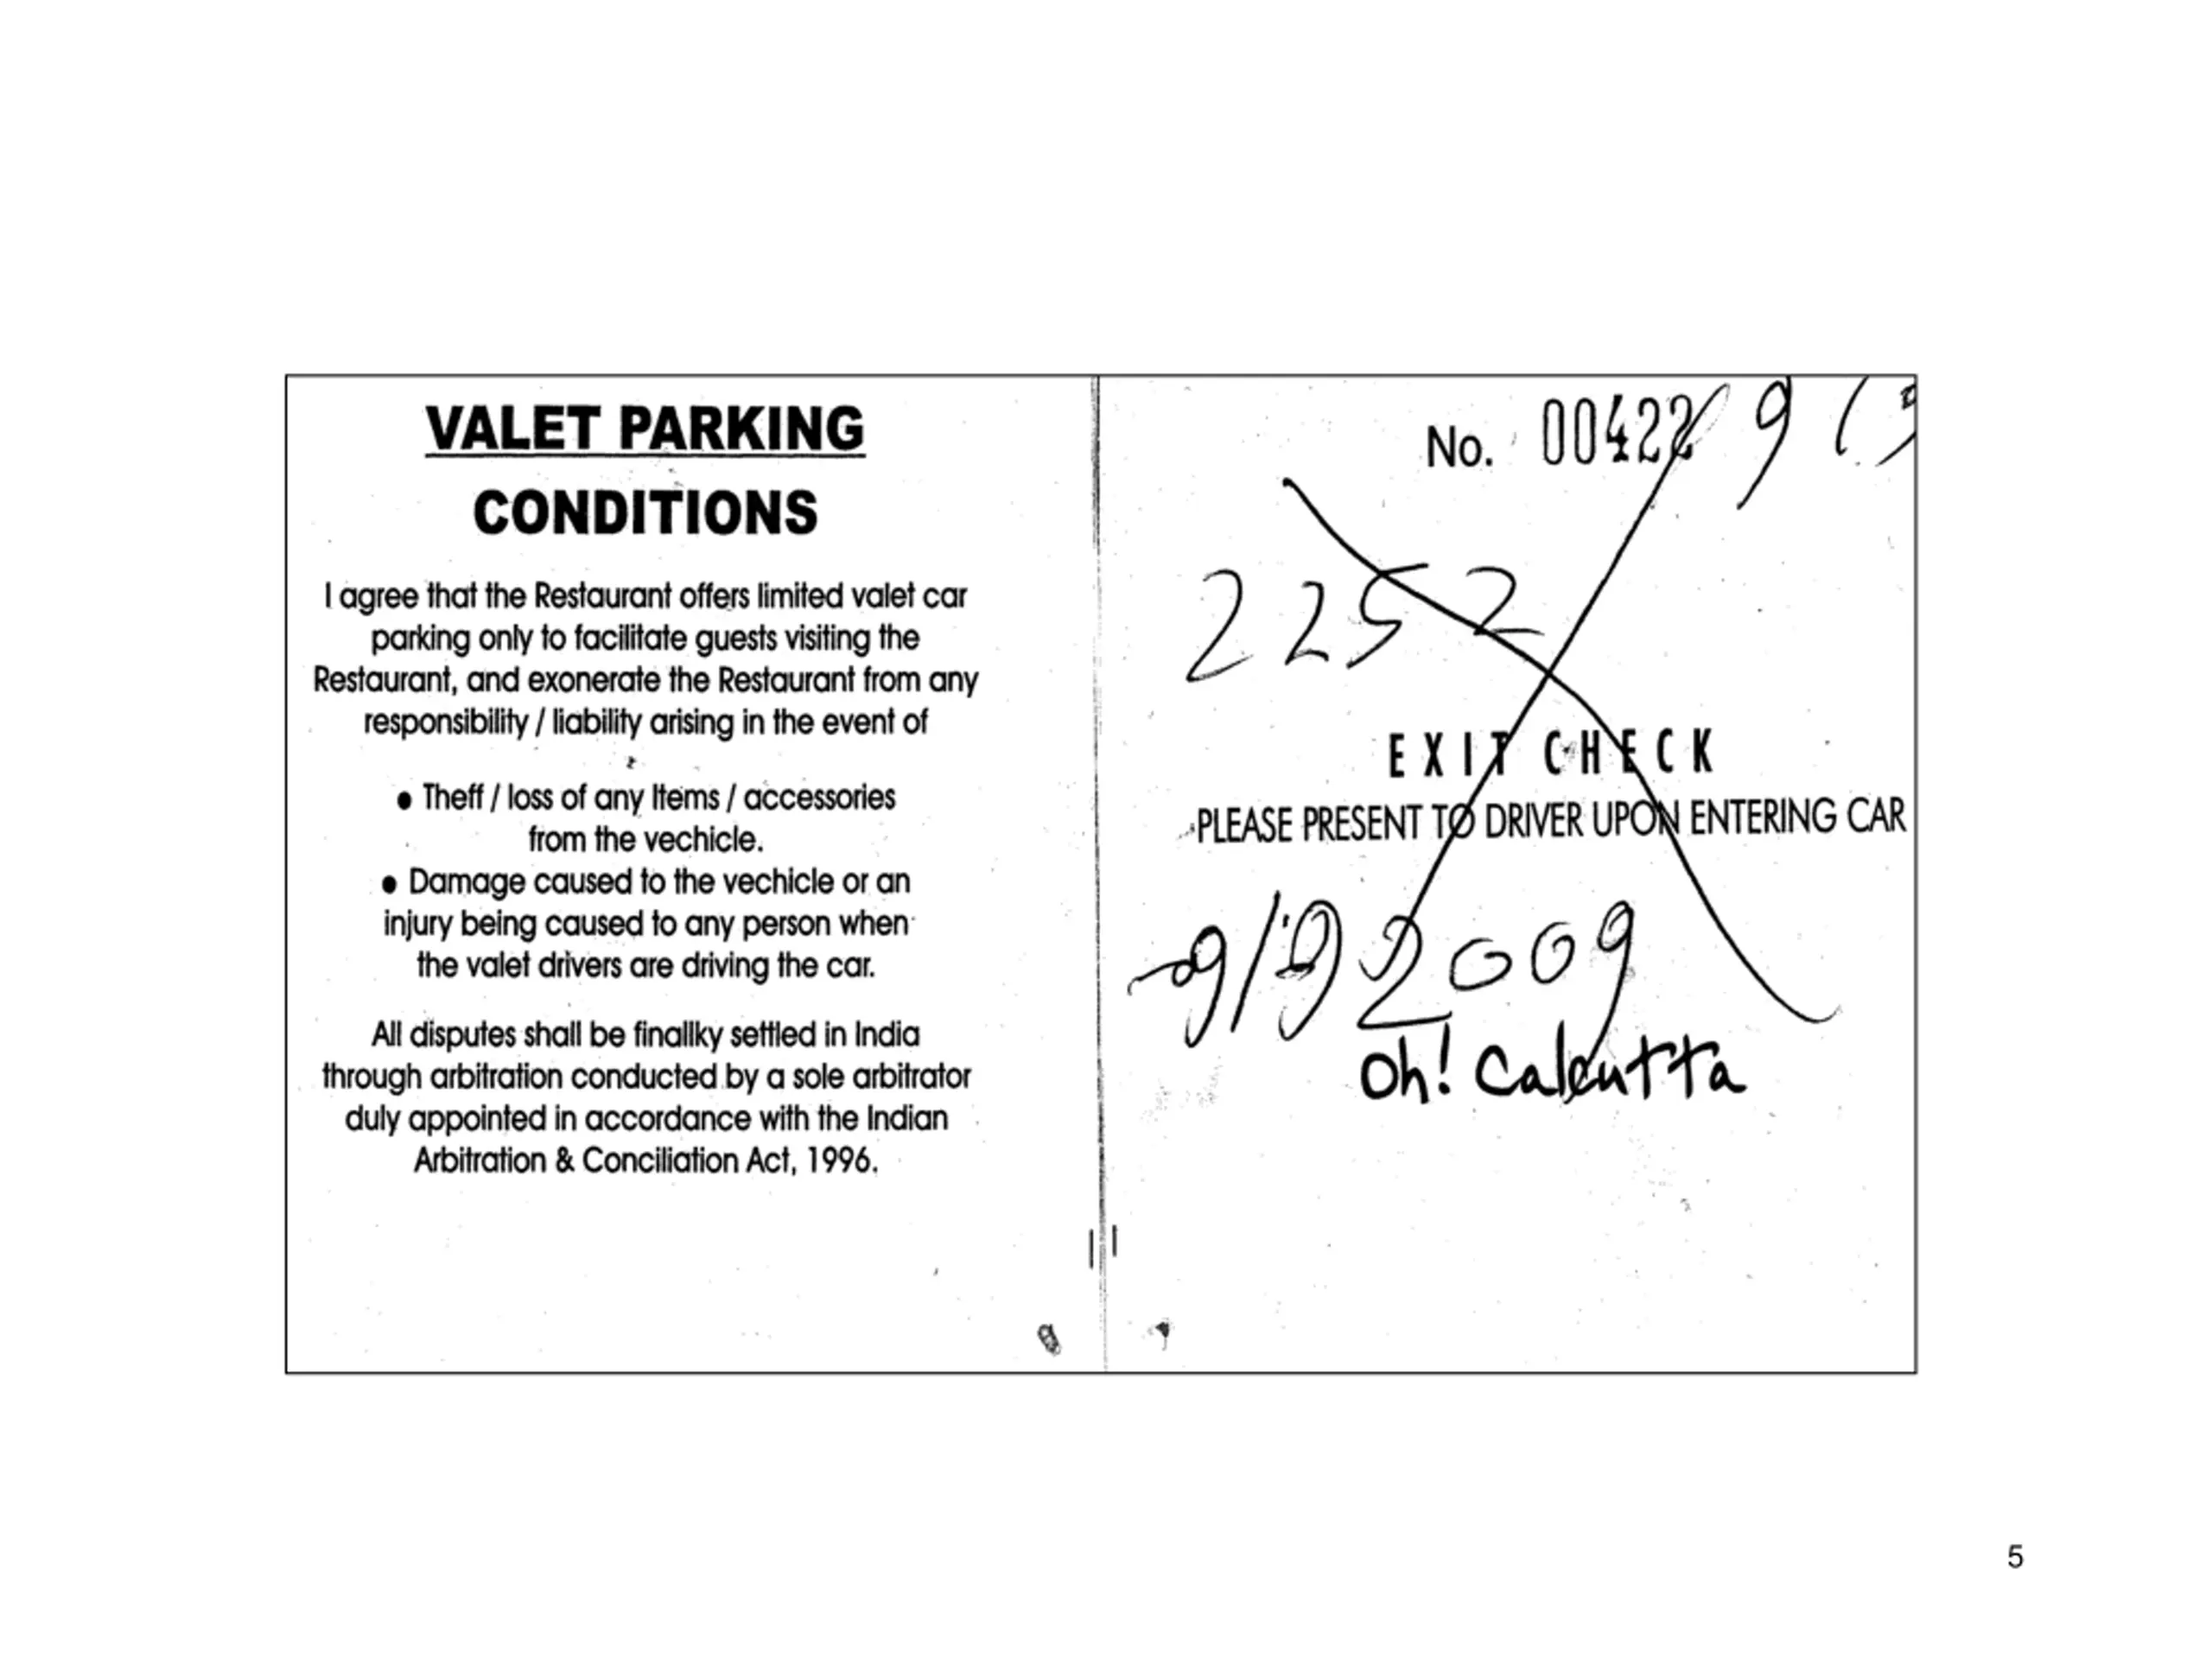 VALET PARKING
CONDITIONS
I agree that the Restaurant offers limited valet car
parking only to facilitate guests visiting the
Restaurant, and exonerate the Restaurant from any
responsibility / liability arising in the event of
● Theff / loss of any Items / accessories
from the vechicle.
● Damage caused to the vechicle or an
injury being caused to any person when
the valet drivers are driving the car.
All disputes shall be finallky settled in India
through arbitration conducted by a sole arbitrator
duly appointed in accordance with the Indian
Arbitration & Conciliation Act, 1996.
No. 00422
2252
EXIT CHECK
PLEASE PRESENT TO DRIVER UPON ENTERING CAR
2009
Oh! Calcutta
5